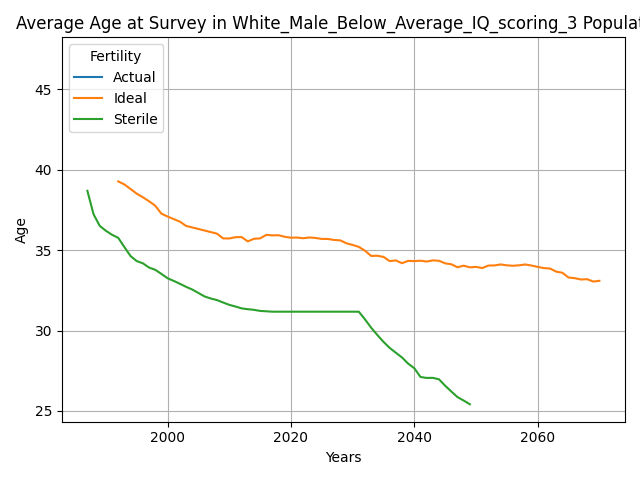 Average Age at Survey in White_Male_Below_Average_IQ_scoring_3 Populat
Fertility
Actual
Ideal
Sterile
45
40
35
30
25
Age
2000 2020 2040 2060
Years